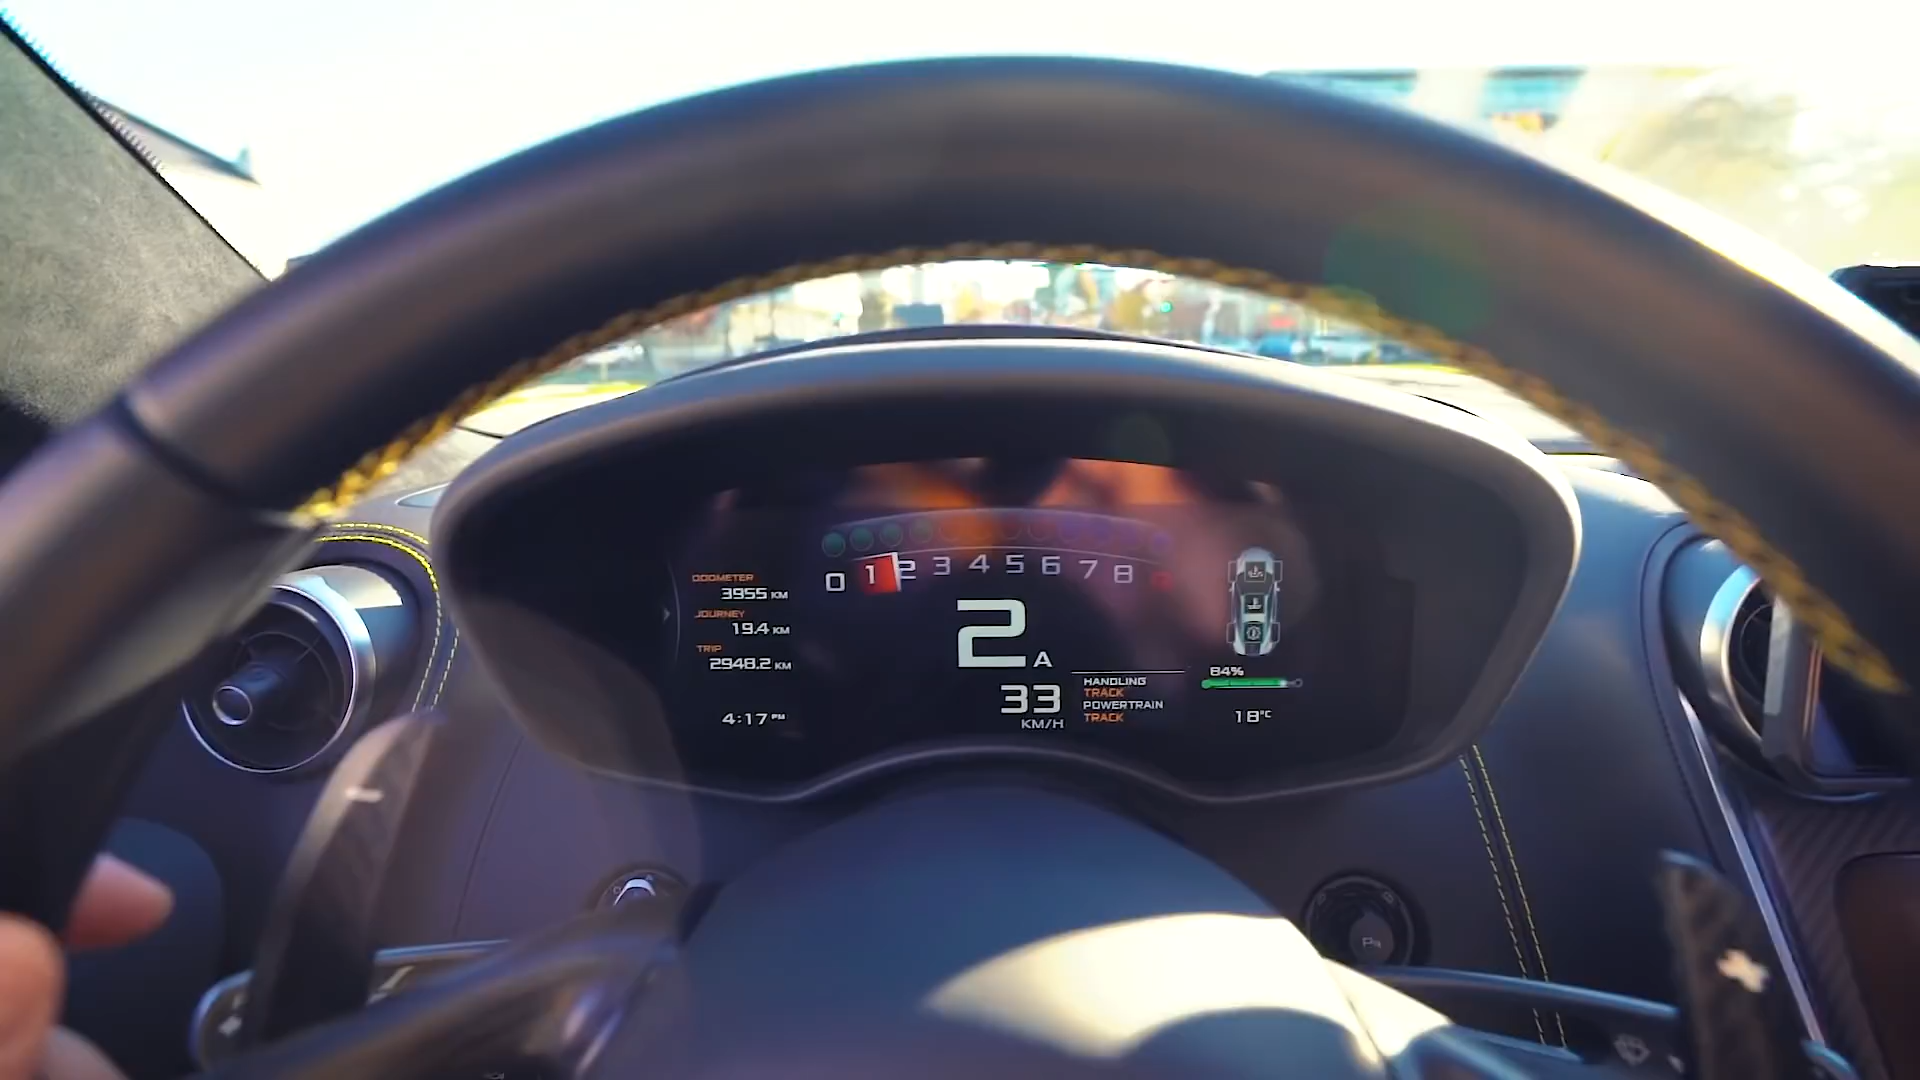 0 1 2 3 4 5 6 7 8
ODOMETER
3955 KM
JOURNEY
19.4 KM
TRIP
2948.2 KM
4:17 PM
2 A
33
KM/H
HANDLING
TRACK
POWERTRAIN
TRACK
84%
18°C